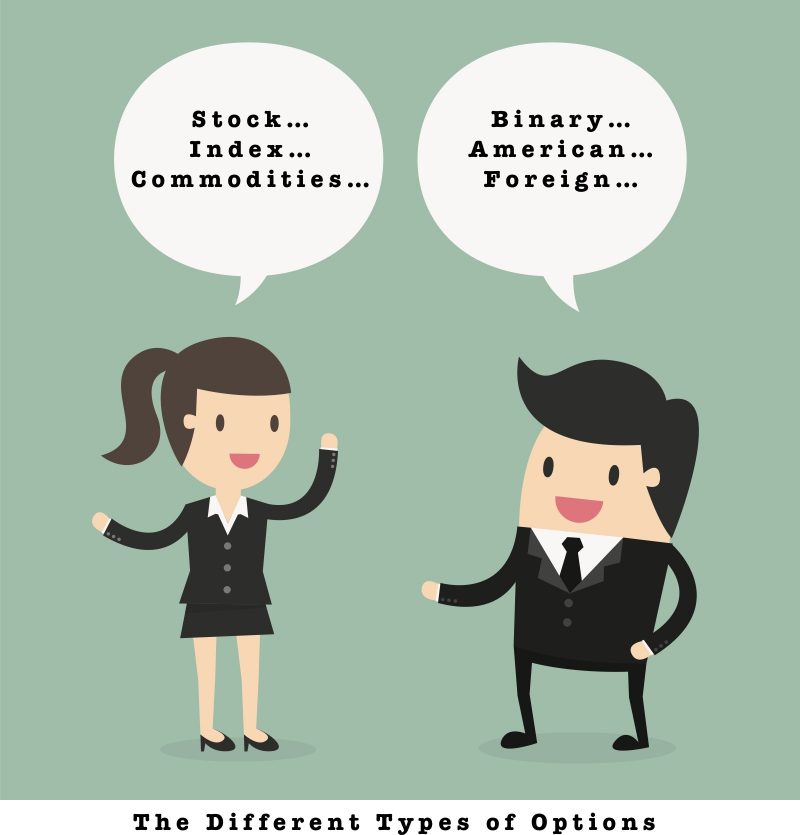 Stock...
Index...
Commodities...
Binary...
American...
Foreign...
The Different Types of Options